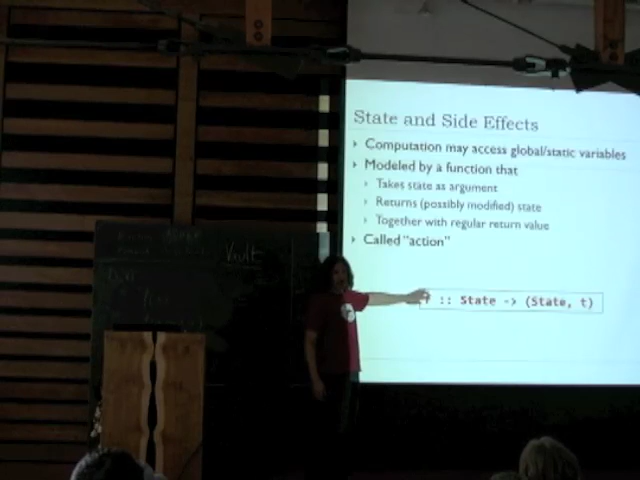 State and Side Effects
Computation may access global/static variables
Modeled by a function that
Takes state as argument
Returns (possibly modified) state
Together with regular return value
Called "action"
:: State -> (State, t)
Vault